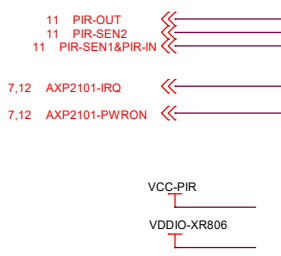 11 PIR-OUT
11 PIR-SEN2
11 PIR-SEN1&PIR-IN
7,12 AXP2101-IRQ
7,12 AXP2101-PWRON
VCC-PIR
VDDIO-XR806